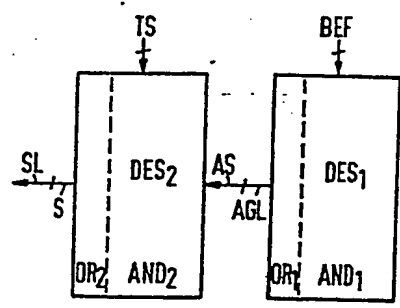 TS BEF
SL DES2 AS DES1
S AGL
OR2 AND2 OR1 AND1